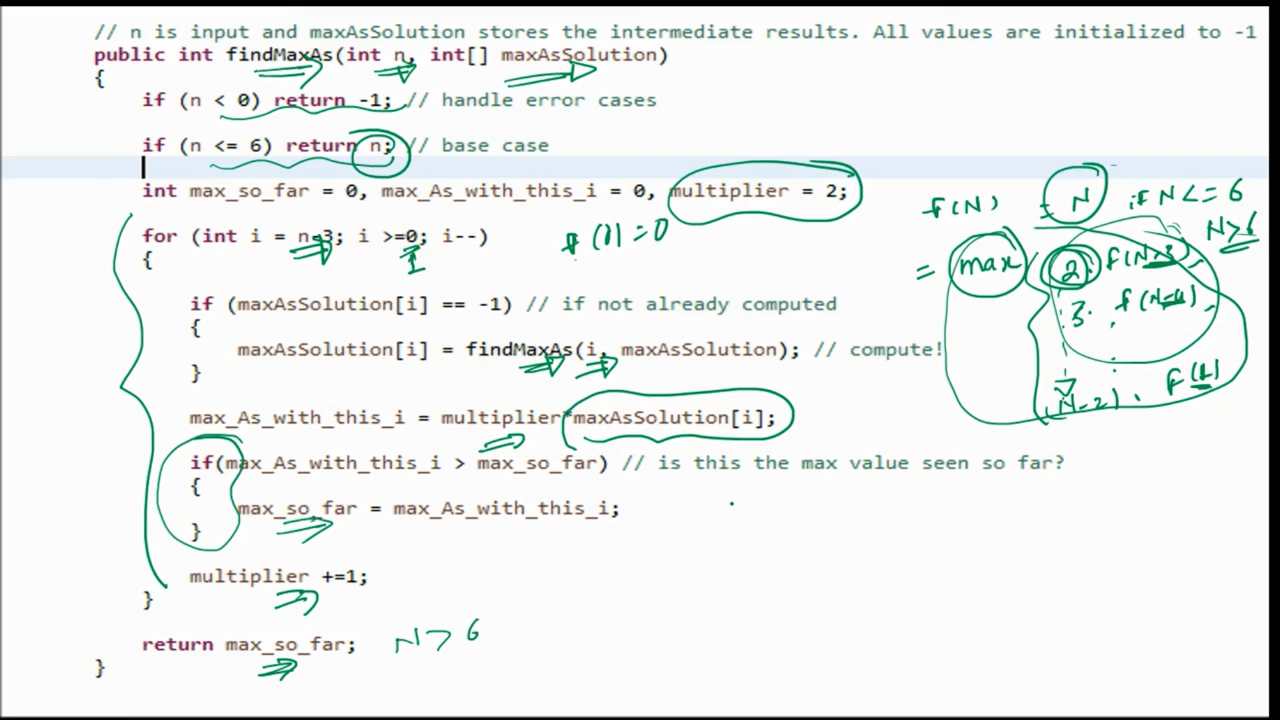 // n is input and maxAsSolution stores the intermediate results. All values are initialized to -1
public int findMaxAs(int n, int[] maxAsSolution)
{
if (n < 0) return -1; // handle error cases
if (n <= 6) return n; // base case
int max_so_far = 0, max_As_with_this_i = 0, multiplier = 2;
for (int i = n-3; i >=0; i--)
{
if (maxAsSolution[i] == -1) // if not already computed
{
maxAsSolution[i] = findMaxAs(i, maxAsSolution); // compute!
}
max_As_with_this_i = multiplier*maxAsSolution[i];
if(max_As_with_this_i > max_so_far) // is this the max value seen so far?
{
max_so_far = max_As_with_this_i;
}
multiplier +=1;
}
return max_so_far;
}
N > 6
f(0) = 0
1
f(N) = N if N <= 6
N > 6
= max 2. f(N-3),
3. f(N-4),
(N-2). f(1)